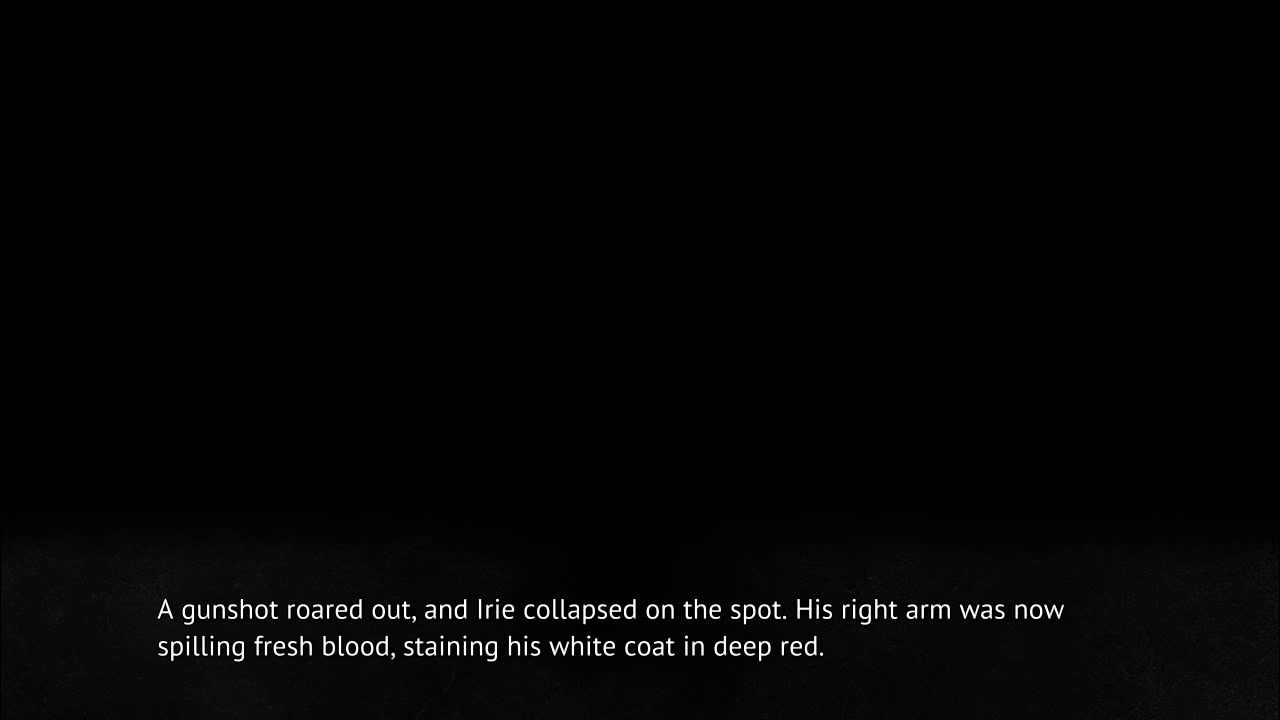 A gunshot roared out, and Irie collapsed on the spot. His right arm was now
spilling fresh blood, staining his white coat in deep red.